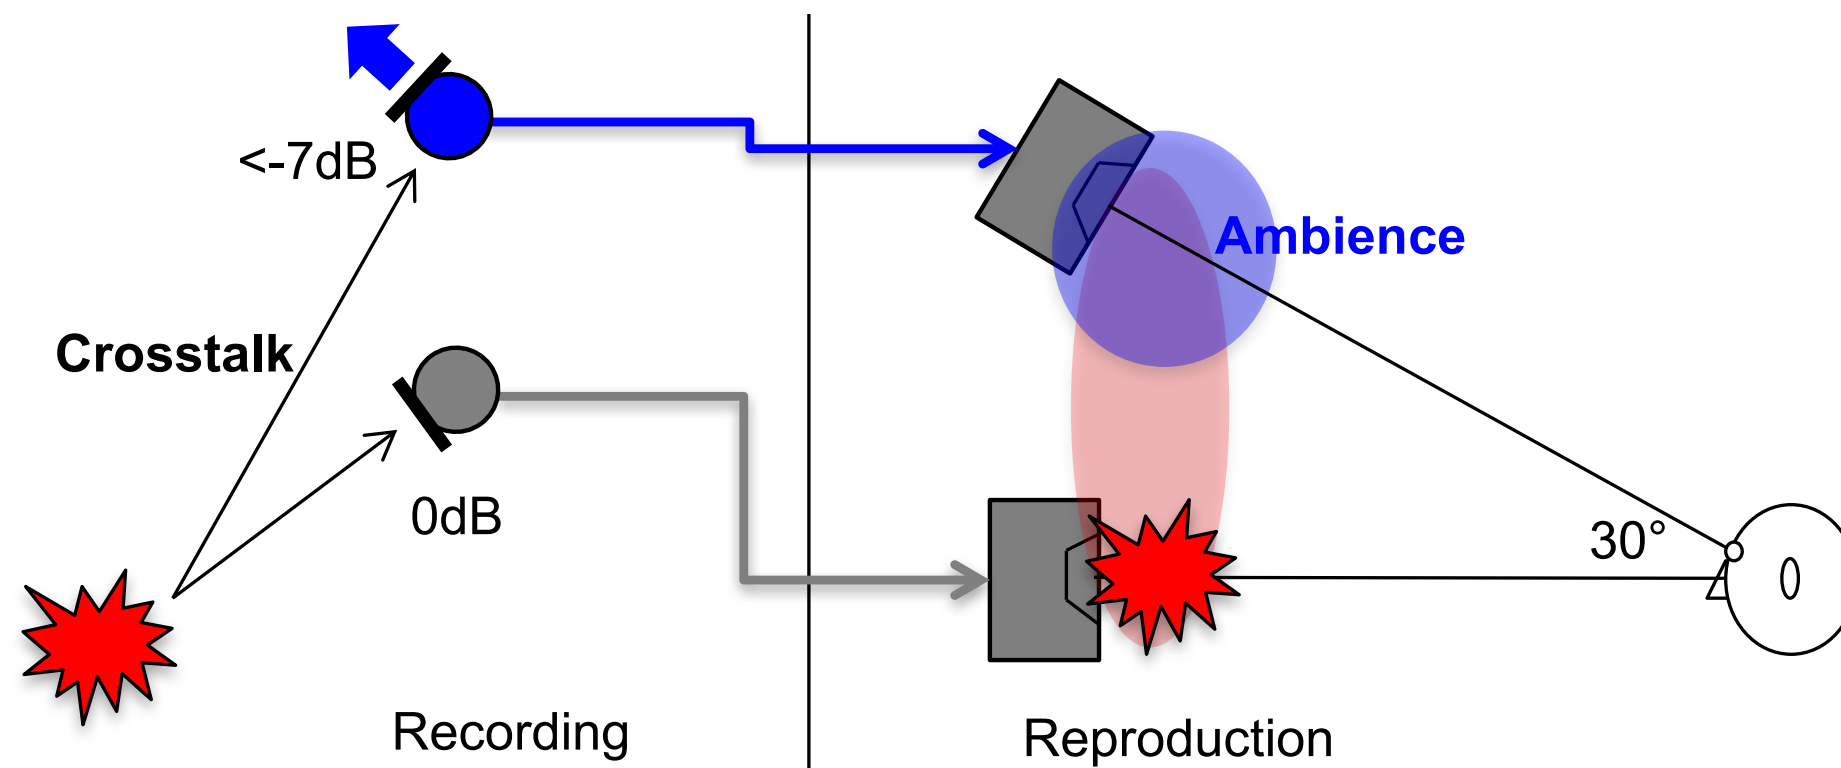 <-7dB
Crosstalk
0dB
Recording
Ambience
30°
Reproduction